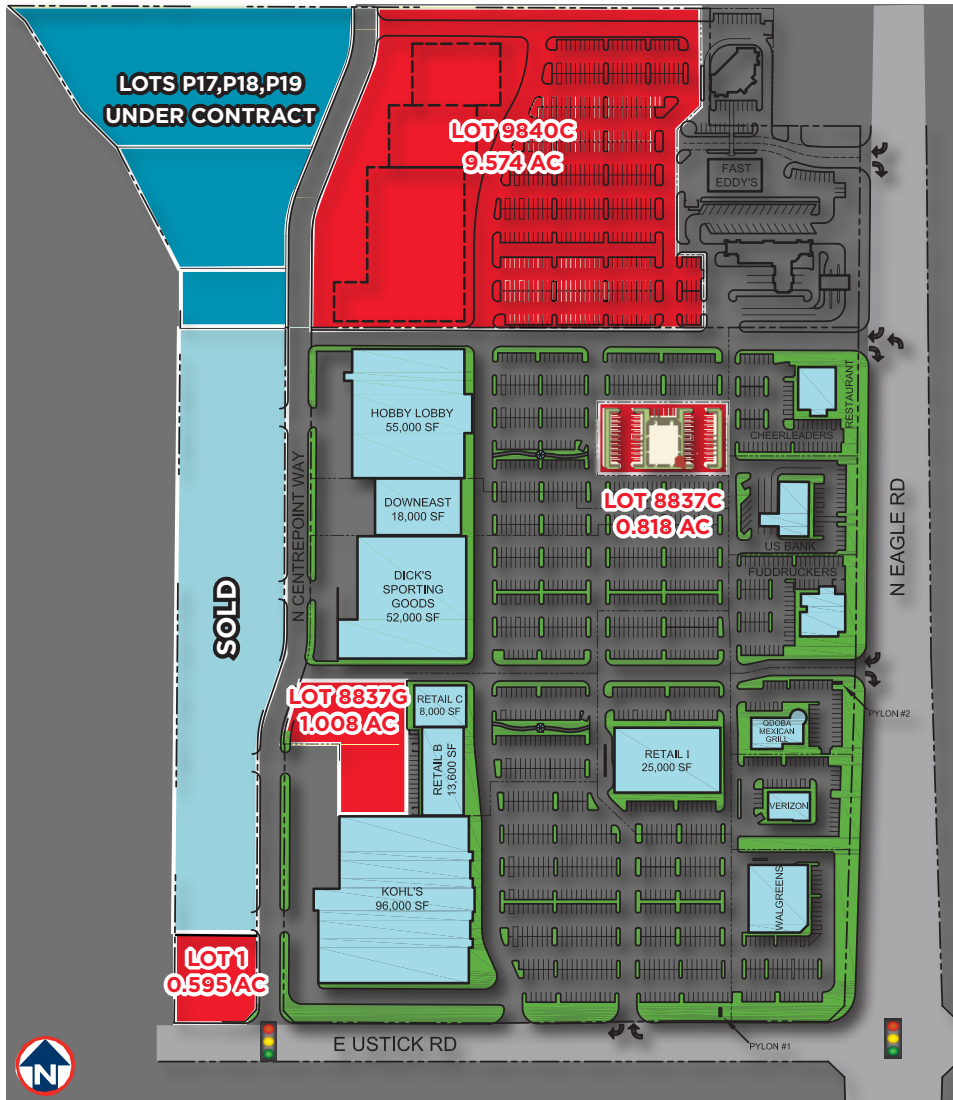 LOTS P17,P18,P19
UNDER CONTRACT
LOT 9840C
9.574 AC
FAST
EDDY'S
HOBBY LOBBY
55,000 SF
RESTAURANT
CHEERLEADERS
DOWNEAST
18,000 SF
LOT 8837C
0.818 AC
US BANK
N CENTREPOINT WAY
N EAGLE RD
DICK'S
SPORTING
GOODS
52,000 SF
FUDDRUCKERS
SOLD
LOT 8837G
1.008 AC
RETAIL C
8,000 SF
PYLON #2
QDOBA
MEXICAN
GRILL
RETAIL B
13,600 SF
RETAIL I
25,000 SF
VERIZON
KOHL'S
96,000 SF
WALGREENS
LOT 1
0.595 AC
E USTICK RD
PYLON #1
N